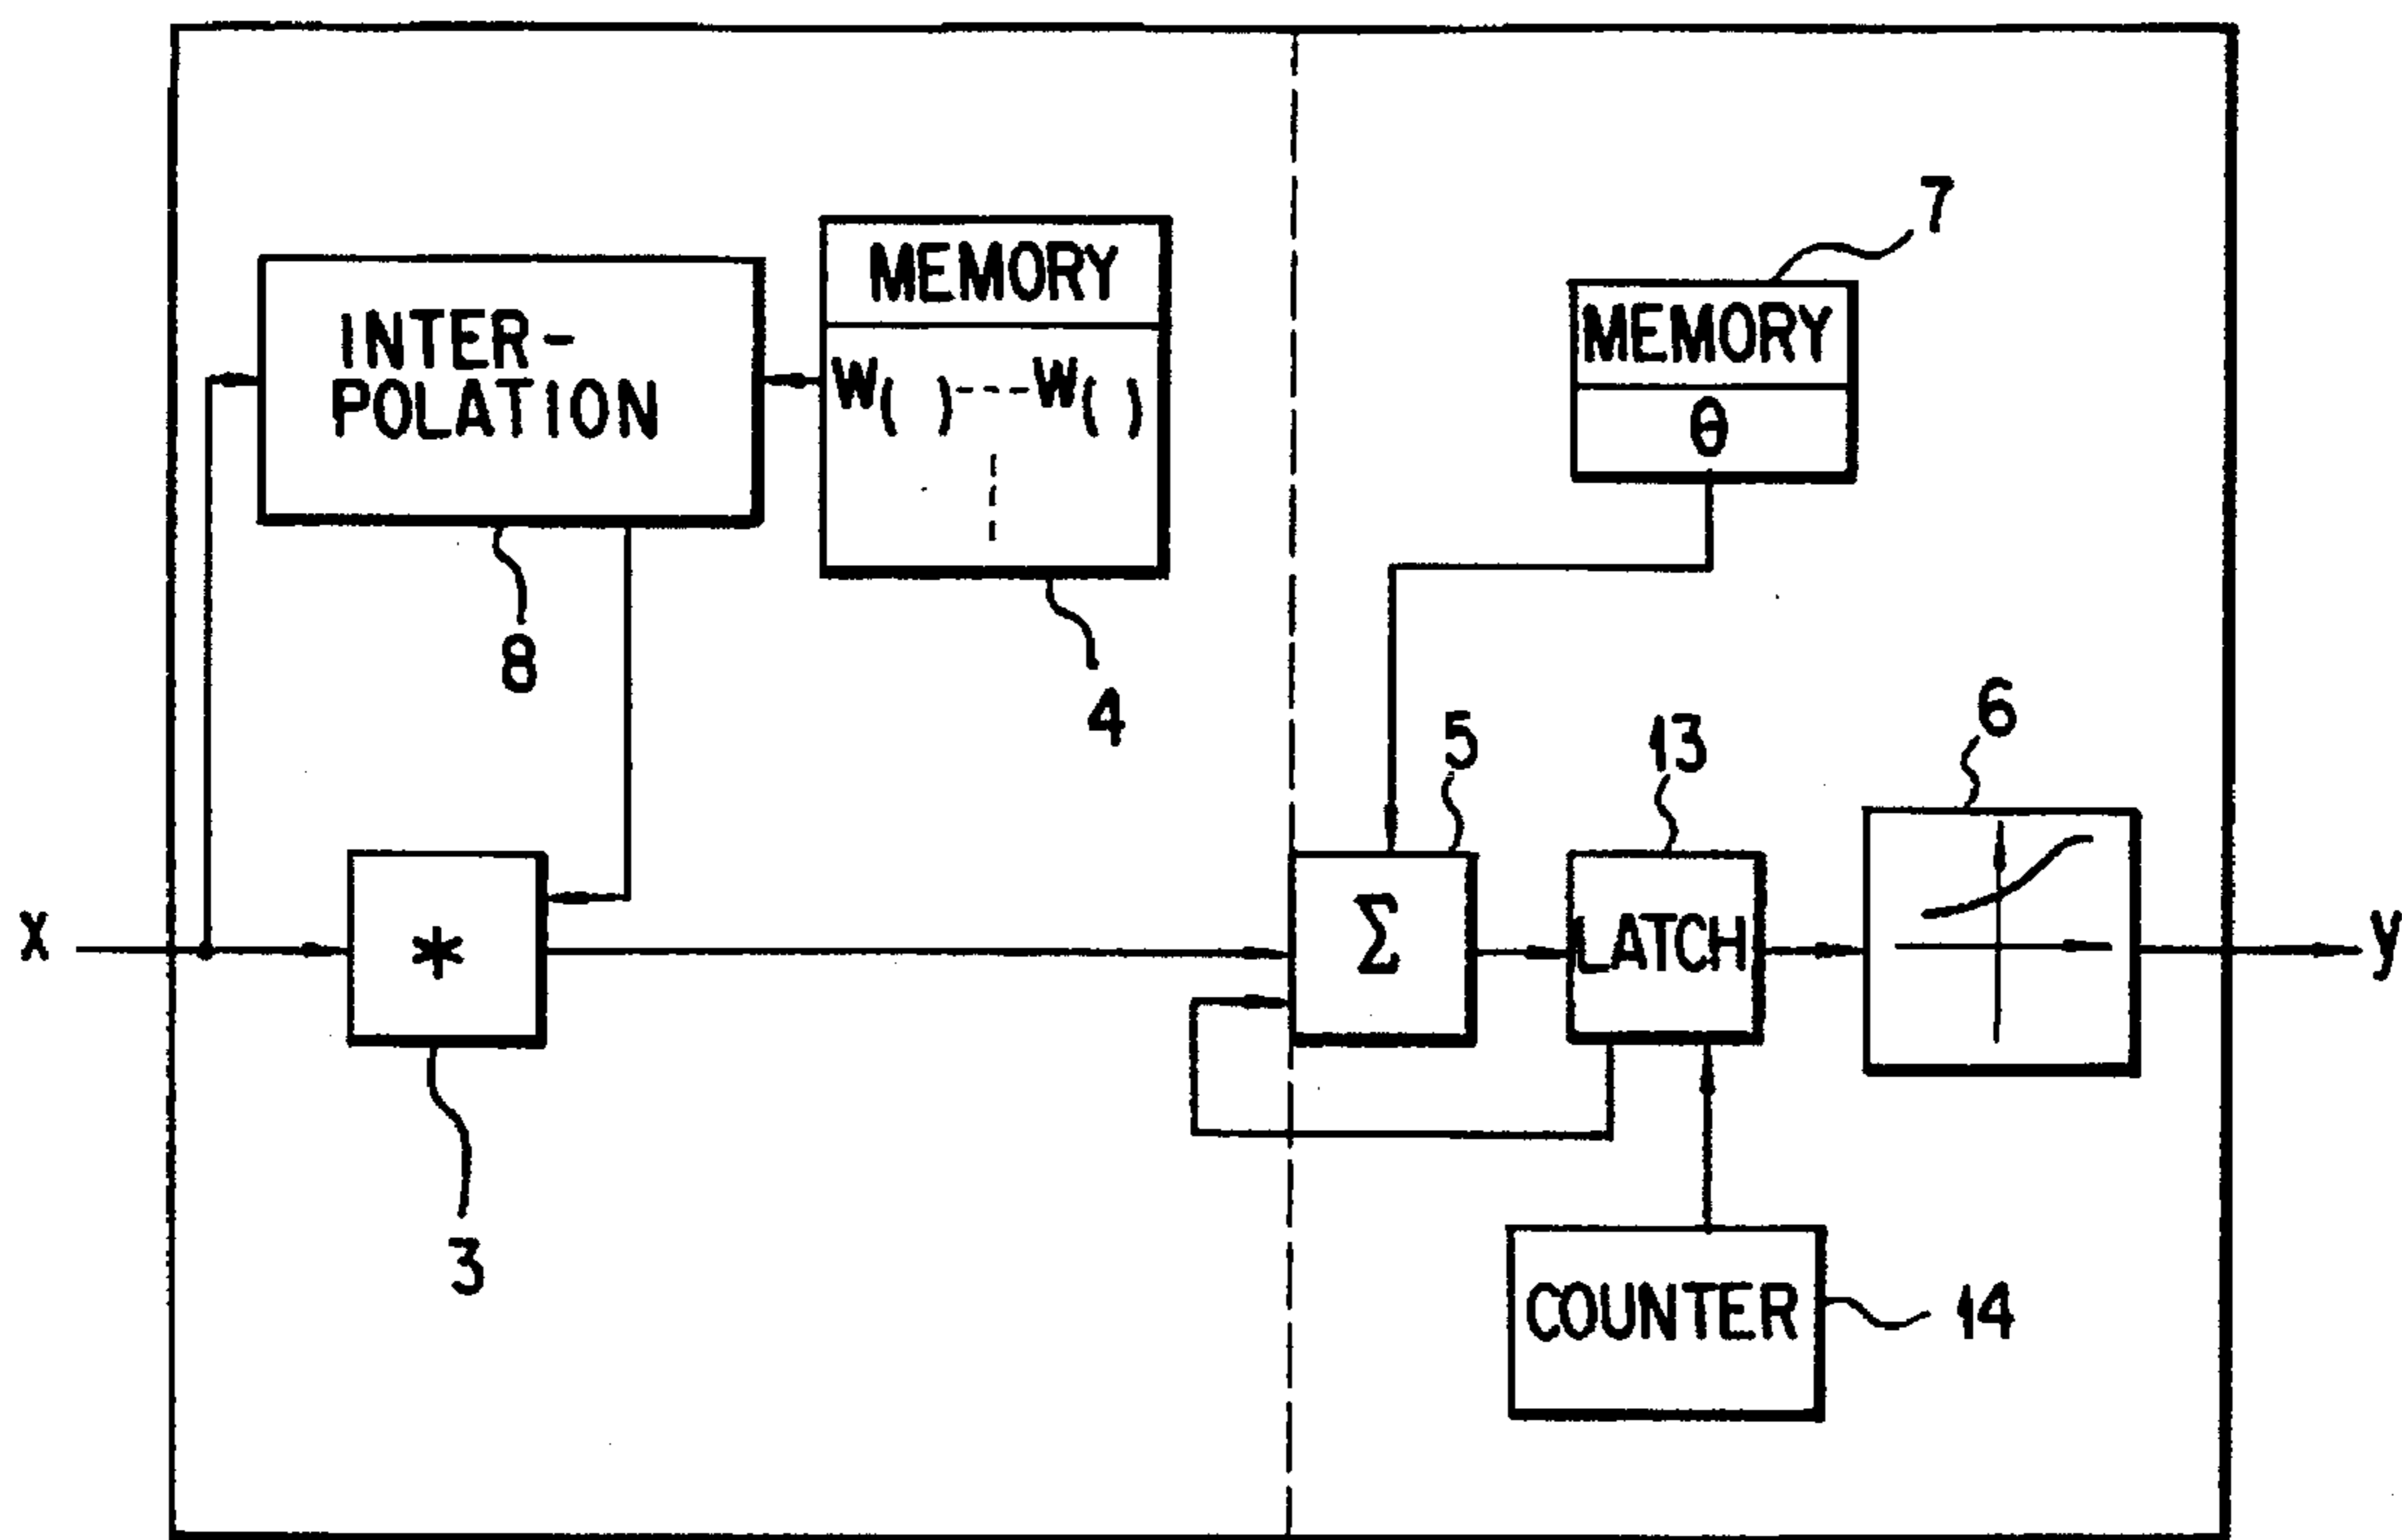 INTER-
POLATION
8
MEMORY
W( )---W( )
4
MEMORY
θ
7
X
*
3
Σ
5
LATCH
13
6
y
COUNTER
14